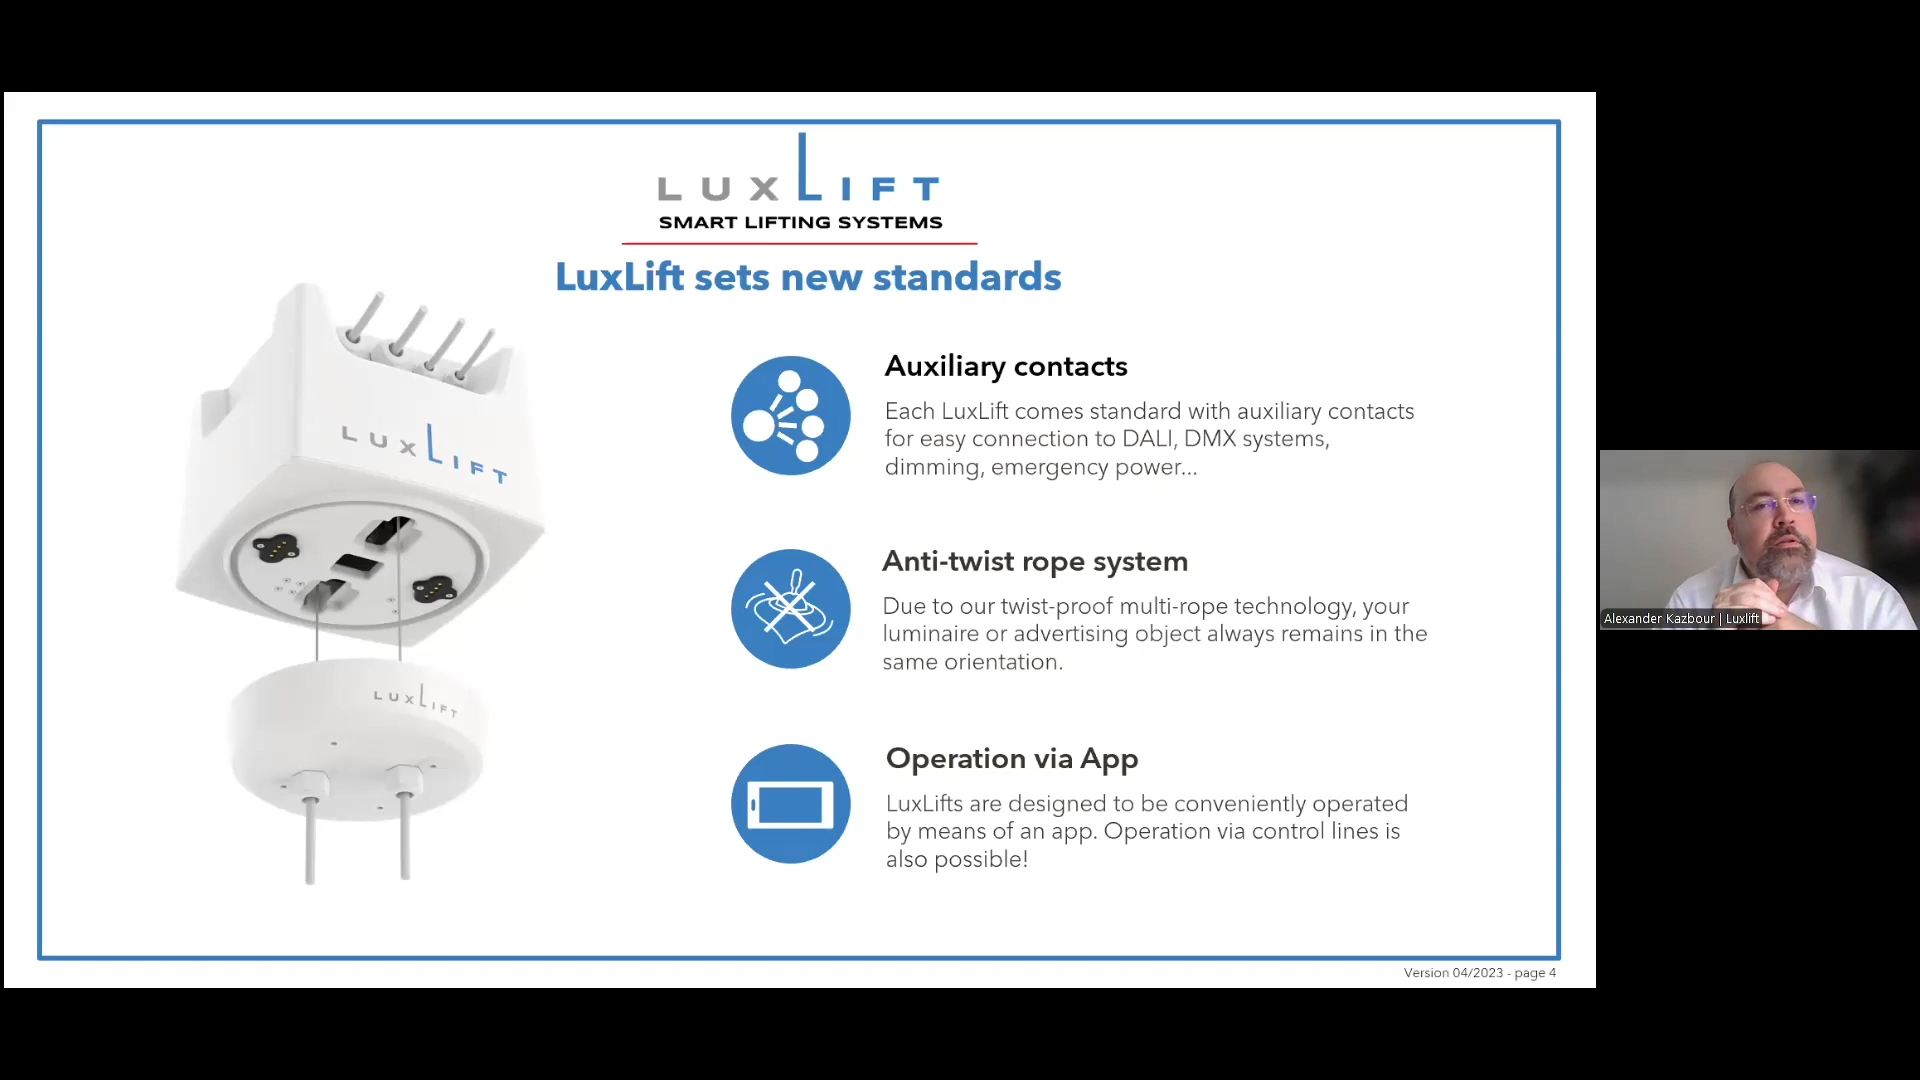 LUXLIFT
SMART LIFTING SYSTEMS
LuxLift sets new standards
LUXLIFT
LUXLIFT
Auxiliary contacts
Each LuxLift comes standard with auxiliary contacts
for easy connection to DALI, DMX systems,
dimming, emergency power...
Anti-twist rope system
Due to our twist-proof multi-rope technology, your
luminaire or advertising object always remains in the
same orientation.
Operation via App
LuxLifts are designed to be conveniently operated
by means of an app. Operation via control lines is
also possible!
Version 04/2023 - page 4
Alexander Kazbour | Luxlift